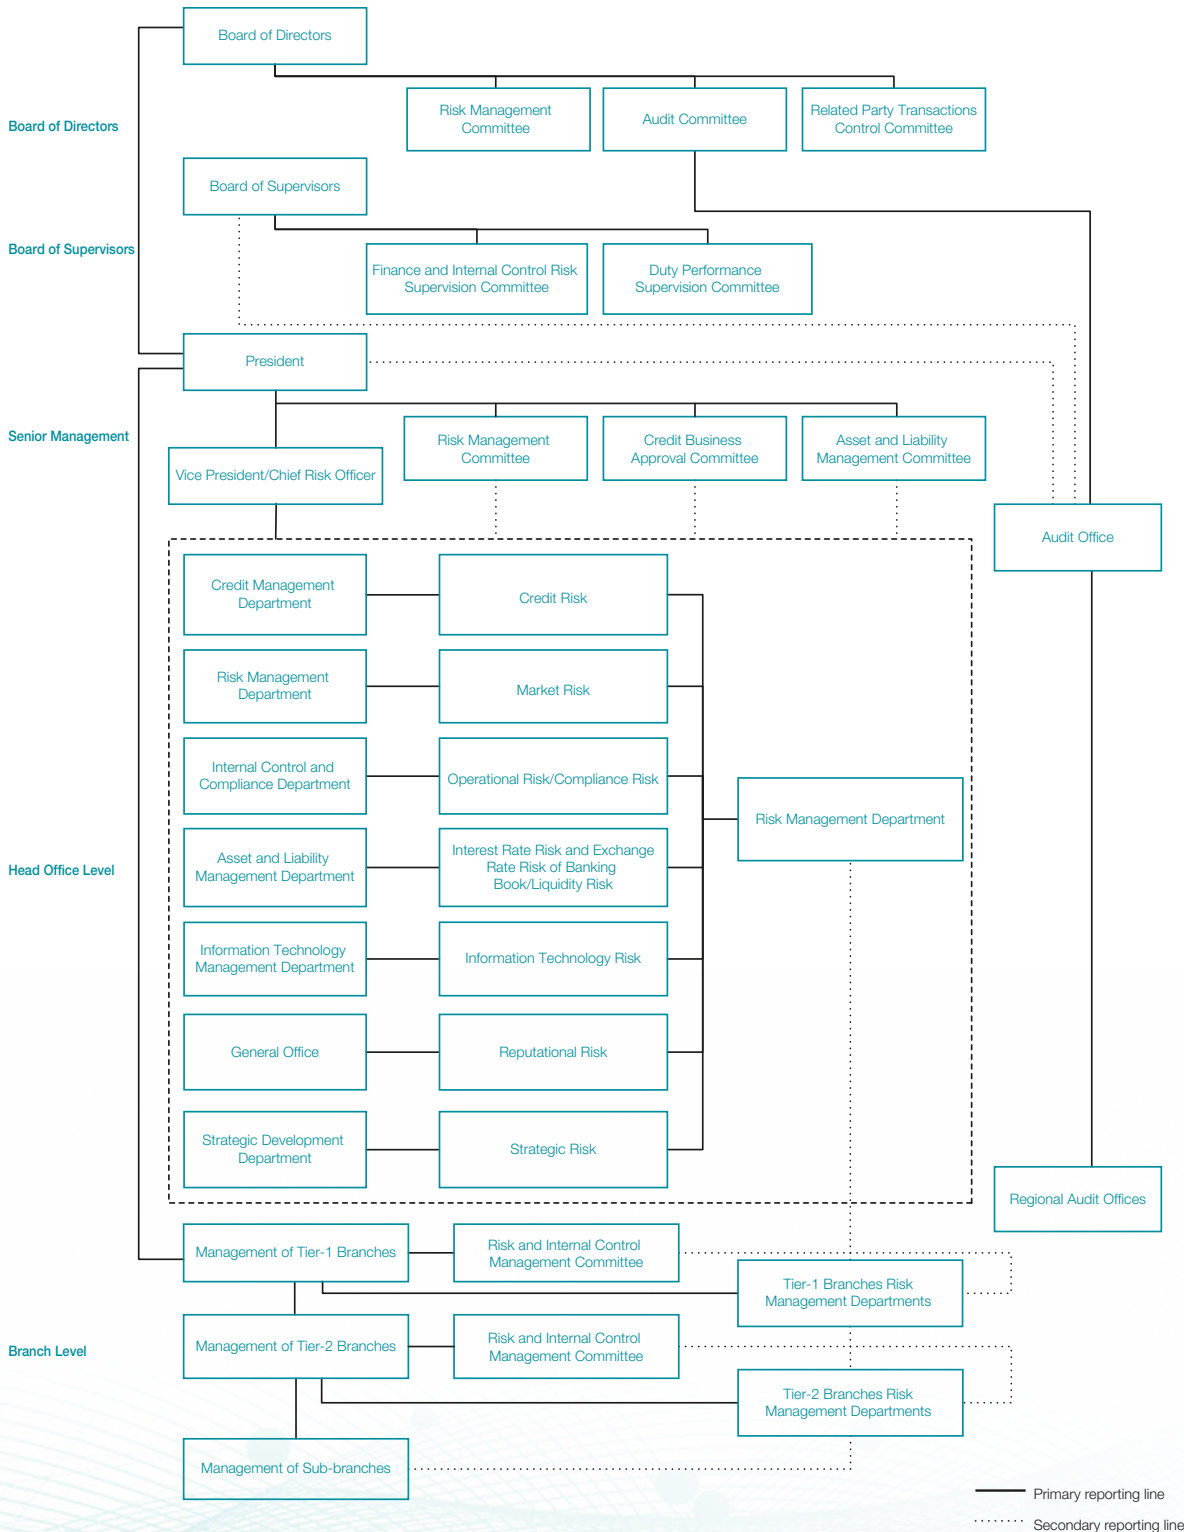 Board of Directors
Risk Management
Committee
Audit Committee
Related Party Transactions
Control Committee
Board of Directors
Board of Supervisors
Board of Supervisors
Finance and Internal Control Risk
Supervision Committee
Duty Performance
Supervision Committee
President
Senior Management
Risk Management
Committee
Credit Business
Approval Committee
Asset and Liability
Management Committee
Vice President/Chief Risk Officer
Audit Office
Credit Management
Department
Credit Risk
Risk Management
Department
Market Risk
Internal Control and
Compliance Department
Operational Risk/Compliance Risk
Risk Management Department
Head Office Level
Asset and Liability
Management Department
Interest Rate Risk and Exchange
Rate Risk of Banking
Book/Liquidity Risk
Information Technology
Management Department
Information Technology Risk
General Office
Reputational Risk
Strategic Development
Department
Strategic Risk
Regional Audit Offices
Management of Tier-1 Branches
Risk and Internal Control
Management Committee
Tier-1 Branches Risk
Management Departments
Branch Level
Management of Tier-2 Branches
Risk and Internal Control
Management Committee
Tier-2 Branches Risk
Management Departments
Management of Sub-branches
Primary reporting line
Secondary reporting line